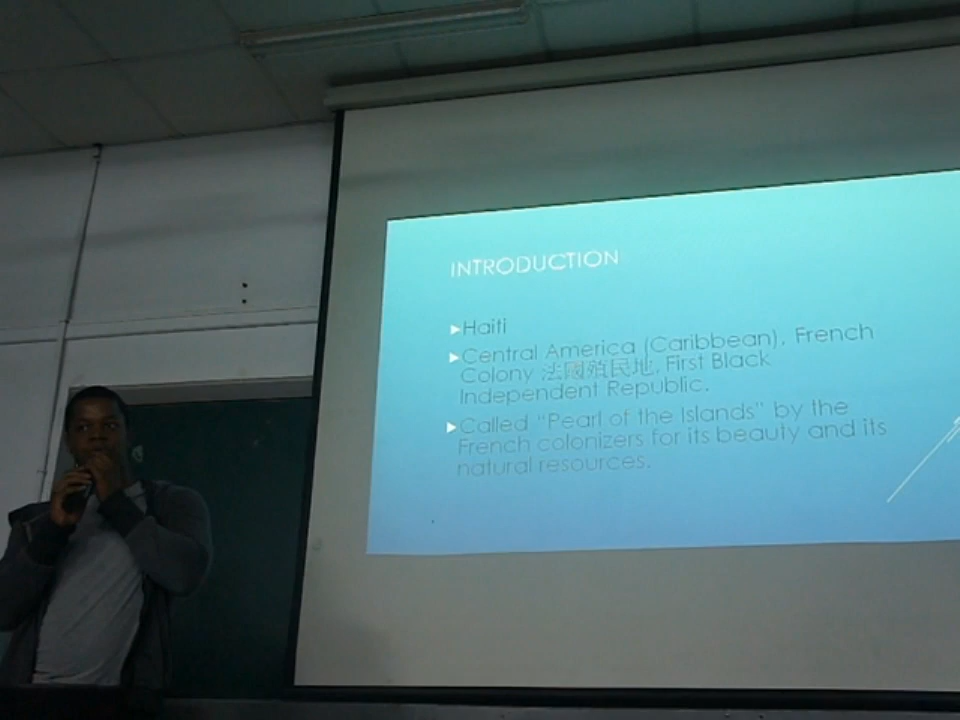 INTRODUCTION
Haiti
Central America (Caribbean), French
Colony 法國殖民地, First Black
Independent Republic.
Called "Pearl of the Islands" by the
French colonizers for its beauty and its
natural resources.